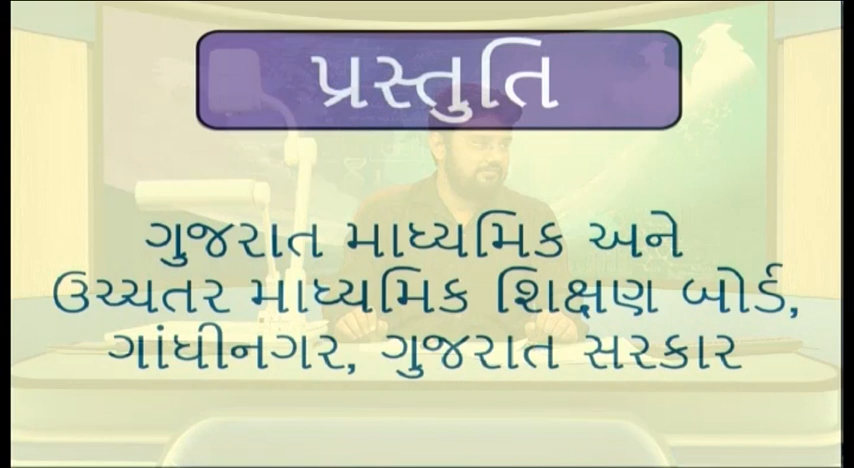 પ્રસ્તુતિ
ગુજરાત માધ્યમિક અને
ઉચ્ચતર માધ્યમિક શિક્ષણ બોર્ડ,
ગાંધીનગર, ગુજરાત સરકાર